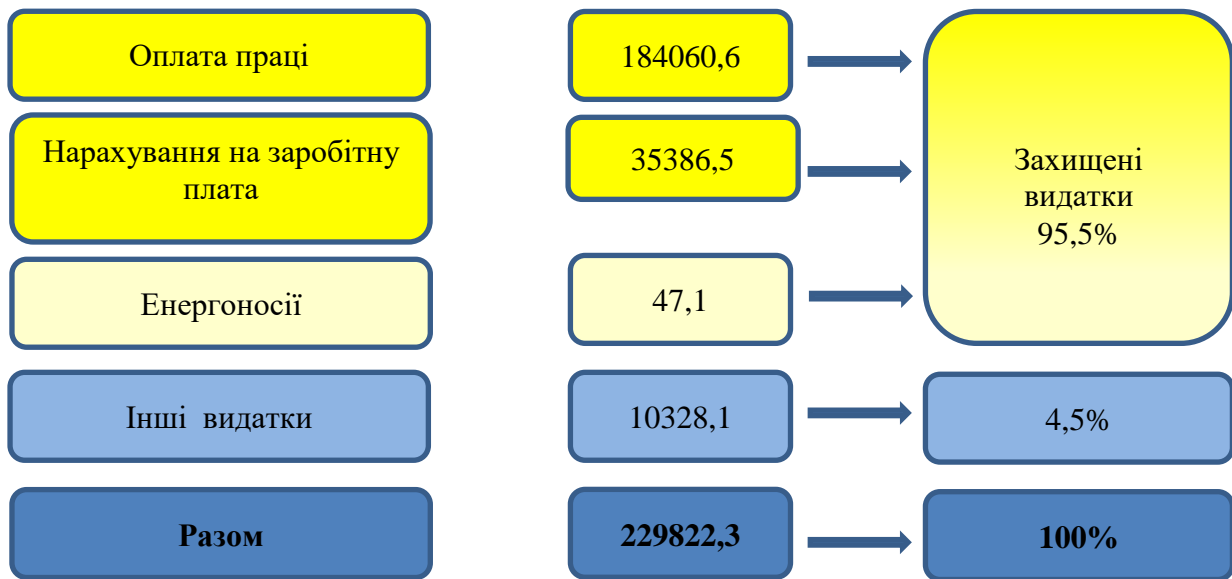 Оплата праці
184060,6
Нарахування на заробітну
плата
35386,5
Захищені
видатки
95,5%
Енергоносії
47,1
Інші видатки
10328,1
4,5%
Разом
229822,3
100%